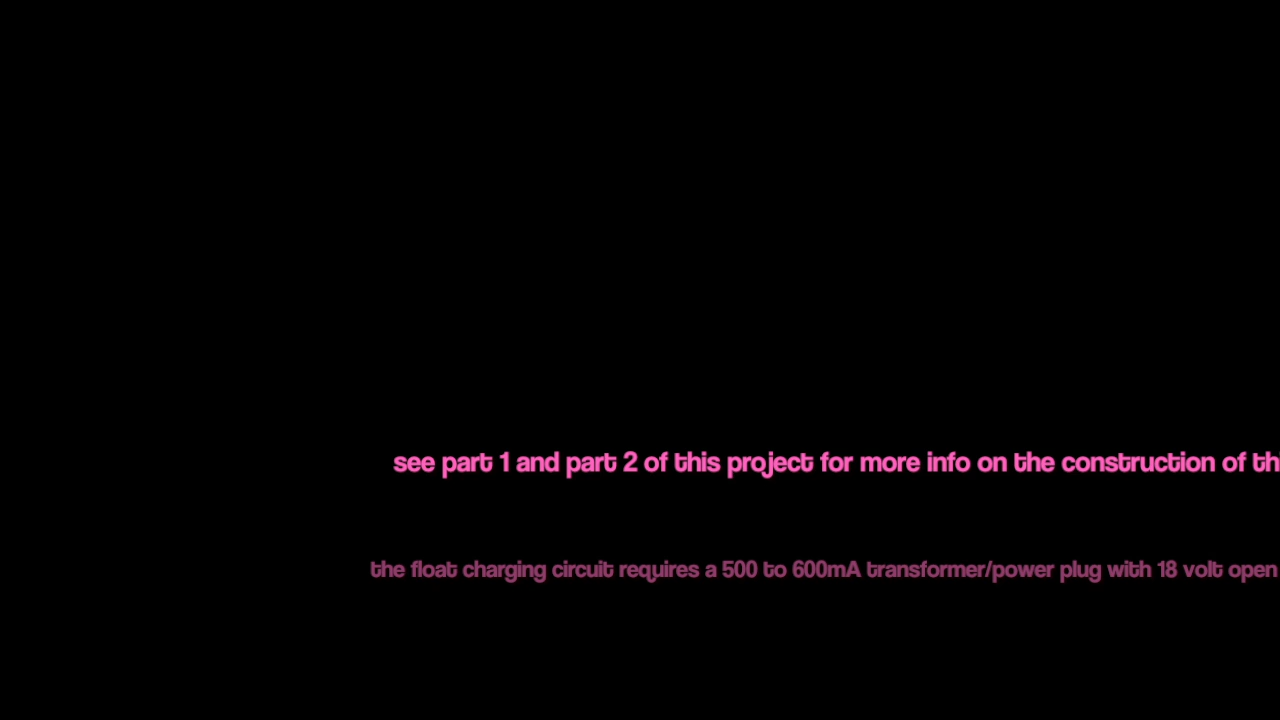 see part 1 and part 2 of this project for more info on the construction of thi
the float charging circuit requires a 500 to 600mA transformer/power plug with 18 volt open